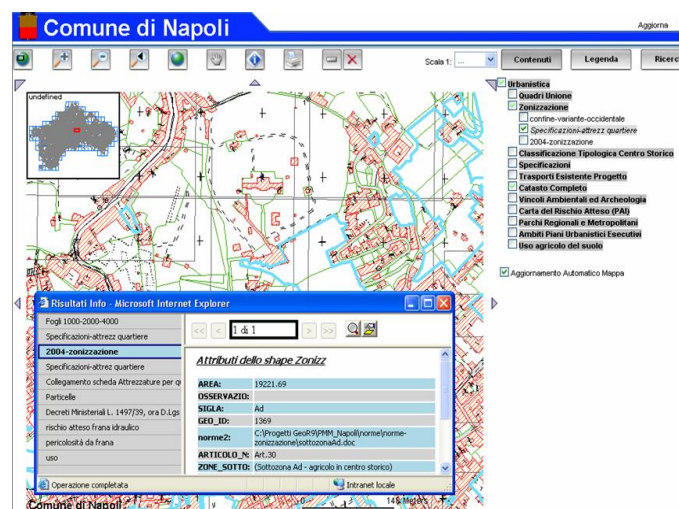 Comune di Napoli
Aggiorna
Scala 1: ...
Contenuti
Legenda
Ricerc
undefined
Urbanistica
Quadri Unione
Zonizzazione
contine-variante-occidentale
Specificazioni-attrezz quartiere
2004-zonizzazione
Classificazione Tipologica Centro Storico
Specificazioni
Trasporti Esistente Progetto
Catasto Completo
Vincoli Ambientali ed Archeologia
Carta del Rischio Atteso (PAI)
Parchi Regionali e Metropolitani
Ambiti Piani Urbanistici Esecutivi
Uso agricolo del suolo
Aggiornamento Automatico Mappa
Risultati Info - Microsoft Internet Explorer
Fogli 1000-2000-4000
Specificazioni-attrezz quartiere
2004-zonizzazione
Specificazioni-attrez quartiere
Collegamento scheda Attrezzature per qu
Particelle
Decreti Ministeriali L. 1497/39, ora D.Lgs
rischio atteso frana idraulico
pericolosità da frana
uso
<< < 1 di 1 > >>
Attributi dello shape Zonizz
AREA: 19221.69
OSSERVAZIO:
SIGLA: Ad
GEO_ID: 1369
norme2: C:\Progetti GeoR9\PMM_Napoli\norme\norme-
zonizzazione\sottozonaAd.doc
ARTICOLO_N: Art.30
ZONE_SOTTO: (Sottozona Ad - agricolo in centro storico)
Operazione completata
Intranet locale
Comune di Napoli
0
148 Meters